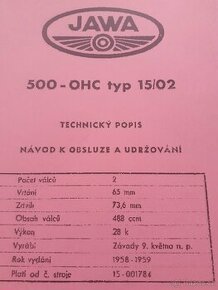 JAWA
500-OHC typ 15/02
TECHNICKÝ POPIS
NÁVOD K OBSLUZE A UDRŽOVÁNÍ
Počet válců 2
Vrtání 65 mm
Zdvih 73,6 mm
Obsah válců 488 ccm
Výkon 28 k
Vyrábí Závody 9. května n. p.
Rok vydání 1958-1959
Platí od č. stroje 15-001784